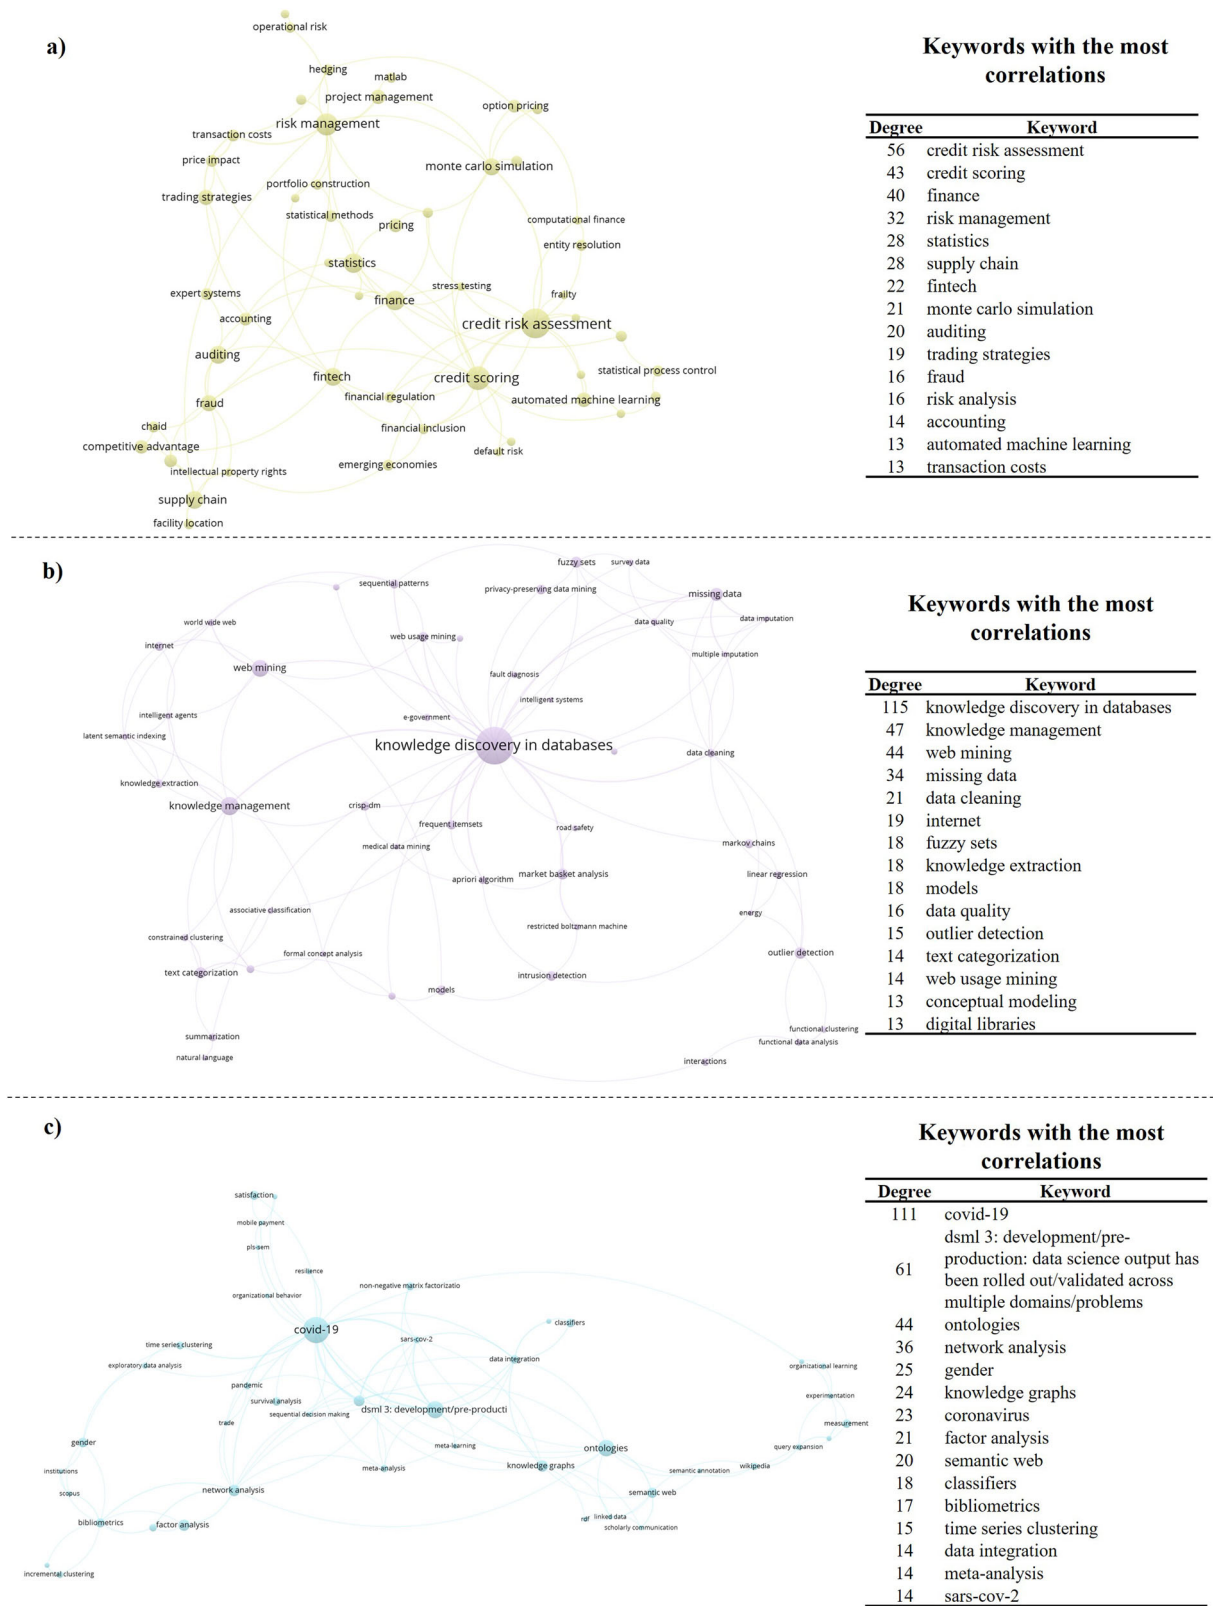 a)
operational risk
hedging
matlab
project management
option pricing
risk management
transaction costs
price impact
monte carlo simulation
portfolio construction
trading strategies
statistical methods
pricing
computational finance
entity resolution
statistics
stress testing
expert systems
finance
frailty
accounting
credit risk assessment
auditing
fintech
credit scoring
statistical process control
financial regulation
automated machine learning
fraud
chaid
financial inclusion
competitive advantage
default risk
intellectual property rights
emerging economies
supply chain
facility location
Keywords with the most
correlations
Degree Keyword
56 credit risk assessment
43 credit scoring
40 finance
32 risk management
28 statistics
28 supply chain
22 fintech
21 monte carlo simulation
20 auditing
19 trading strategies
16 fraud
16 risk analysis
14 accounting
13 automated machine learning
13 transaction costs
b)
fuzzy sets
survey data
sequential patterns
privacy-preserving data mining
missing data
world wide web
data quality
data imputation
internet
web usage mining
multiple imputation
web mining
fault diagnosis
intelligent systems
intelligent agents
e-government
latent semantic indexing
knowledge discovery in databases
data cleaning
knowledge extraction
knowledge management
crisp-dm
frequent itemsets
road safety
medical data mining
markov chains
apriori algorithm
market basket analysis
linear regression
associative classification
energy
restricted boltzmann machine
constrained clustering
formal concept analysis
outlier detection
text categorization
intrusion detection
models
functional clustering
summarization
functional data analysis
natural language
interactions
Keywords with the most
correlations
Degree Keyword
115 knowledge discovery in databases
47 knowledge management
44 web mining
34 missing data
21 data cleaning
19 internet
18 fuzzy sets
18 knowledge extraction
18 models
16 data quality
15 outlier detection
14 text categorization
14 web usage mining
13 conceptual modeling
13 digital libraries
c)
satisfaction
mobile payment
pls-sem
resilience
non-negative matrix factorizatio
organizational behavior
classifiers
covid-19
sars-cov-2
time series clustering
data integration
exploratory data analysis
organizational learning
pandemic
survival analysis
experimentation
sequential decision making
dsml 3: development/pre-producti
trade
measurement
gender
meta-learning
ontologies
query expansion
institutions
meta-analysis
knowledge graphs
semantic annotation
wikipedia
scopus
network analysis
semantic web
bibliometrics
factor analysis
rdf
linked data
scholarly communication
incremental clustering
Keywords with the most
correlations
Degree Keyword
111 covid-19
dsml 3: development/pre-
production: data science output has
61 been rolled out/validated across
multiple domains/problems
44 ontologies
36 network analysis
25 gender
24 knowledge graphs
23 coronavirus
21 factor analysis
20 semantic web
18 classifiers
17 bibliometrics
15 time series clustering
14 data integration
14 meta-analysis
14 sars-cov-2